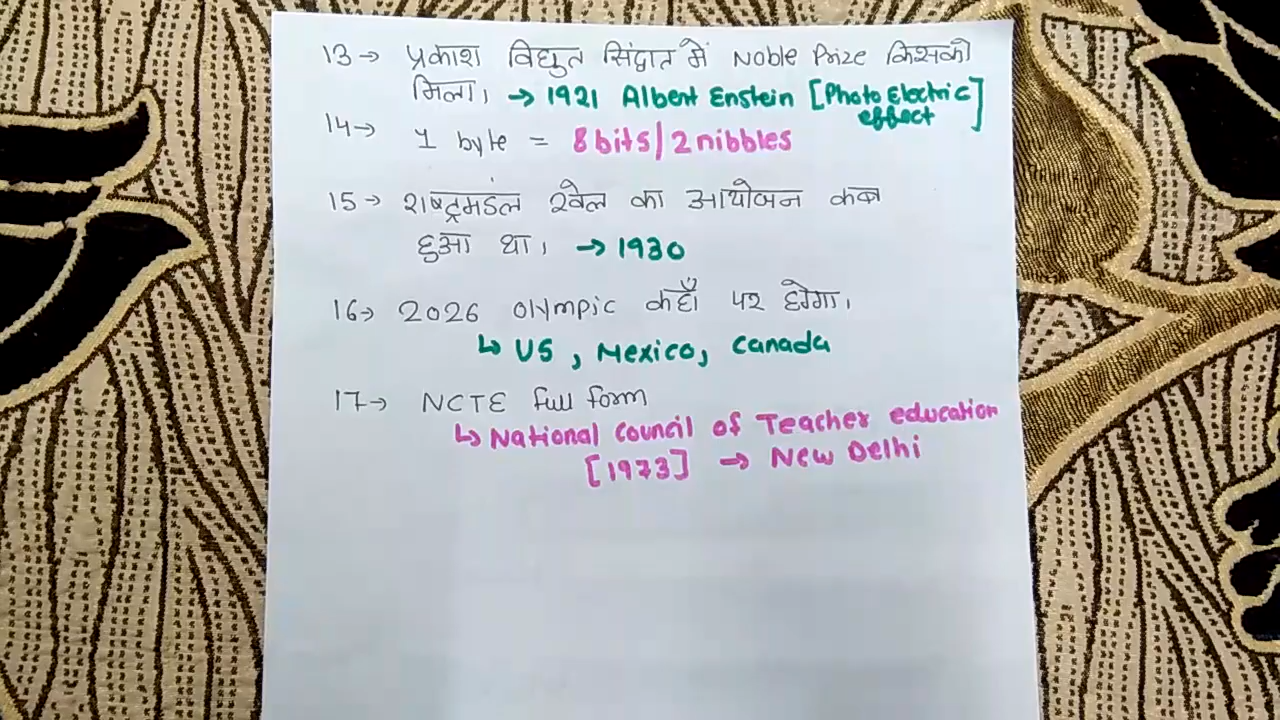 13→ प्रकाश विद्युत सिंद्वात में Noble Prize किसको
मिला। → 1921 Albert Enstein [Photo Electric
effect]
14→ 1 byte = 8 bits/2 nibbles
15→ राष्ट्रमडंल खेल का आयोजन कब
हुआ था। → 1930
16→ 2026 Olympic कहाँ पर होगा।
↳ US, Mexico, Canada
17→ NCTE full form
↳ National Council of Teacher education
[1973] → New Delhi